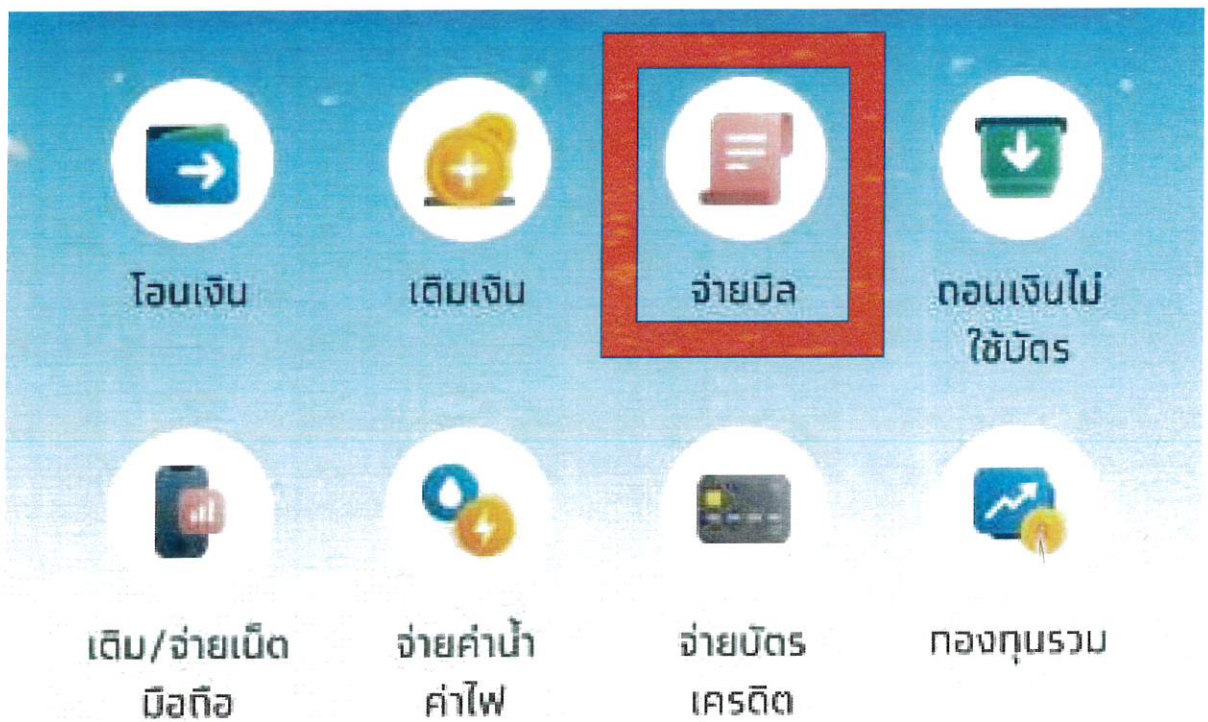 โอนเงิน
เติมเงิน
จ่ายบิล
ถอนเงินไม่
ใช้บัตร
เติม/จ่ายเน็ต
มือถือ
จ่ายค่าน้ำ
ค่าไฟ
จ่ายบัตร
เครดิต
กองทุนรวม